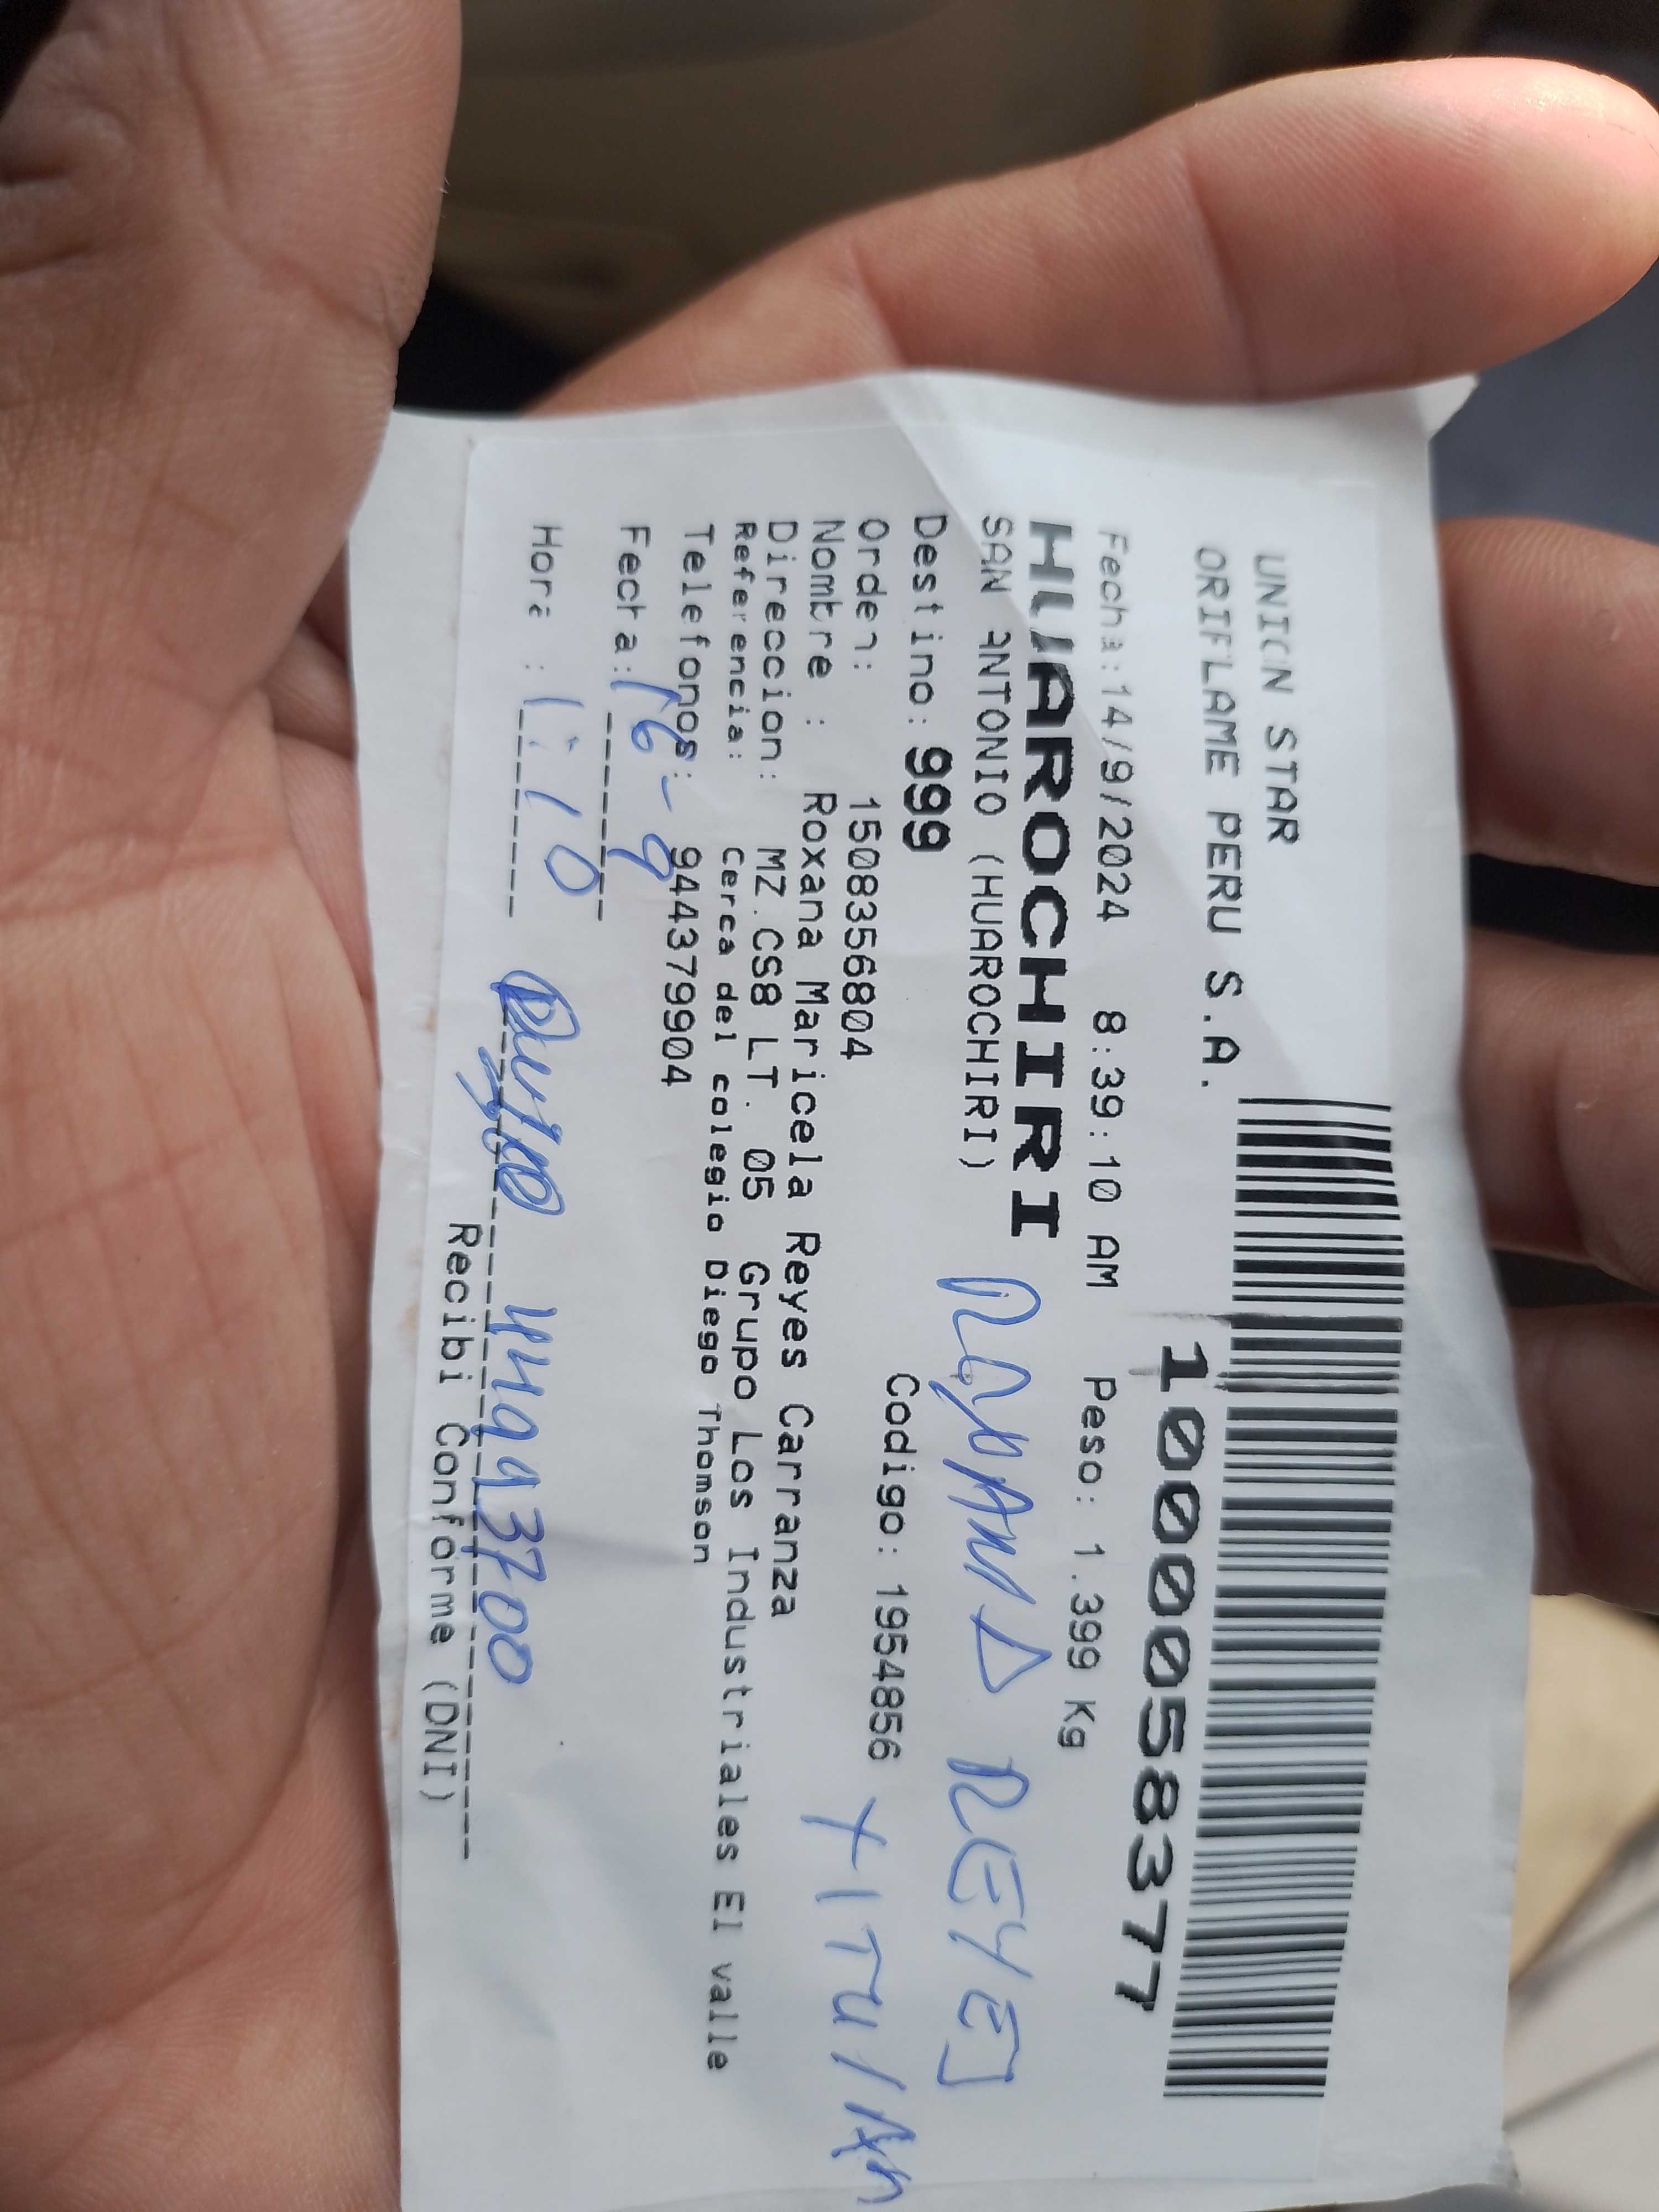 UNION STAR
ORIFLAME PERU S.A.
1000058377
Fecha:14/9/2024 8:39:10 AM Peso: 1.399 Kg
HUAROCHIRI
SAN ANTONIO (HUAROCHIRI)
REYES
Destino: 999
Codigo: 1954856
TITULAR
Orden: 1508356804
Nombre : Roxana Maricela Reyes Carranza
Direccion: MZ.CS8 LT. 05 Grupo Los Industriales El valle
Referencia: Cerca del colegio Diego Thomson
Telefonos: 944379904
Fecha: 16-9
Hora : 1:10
Recibi Conforme (DNI)